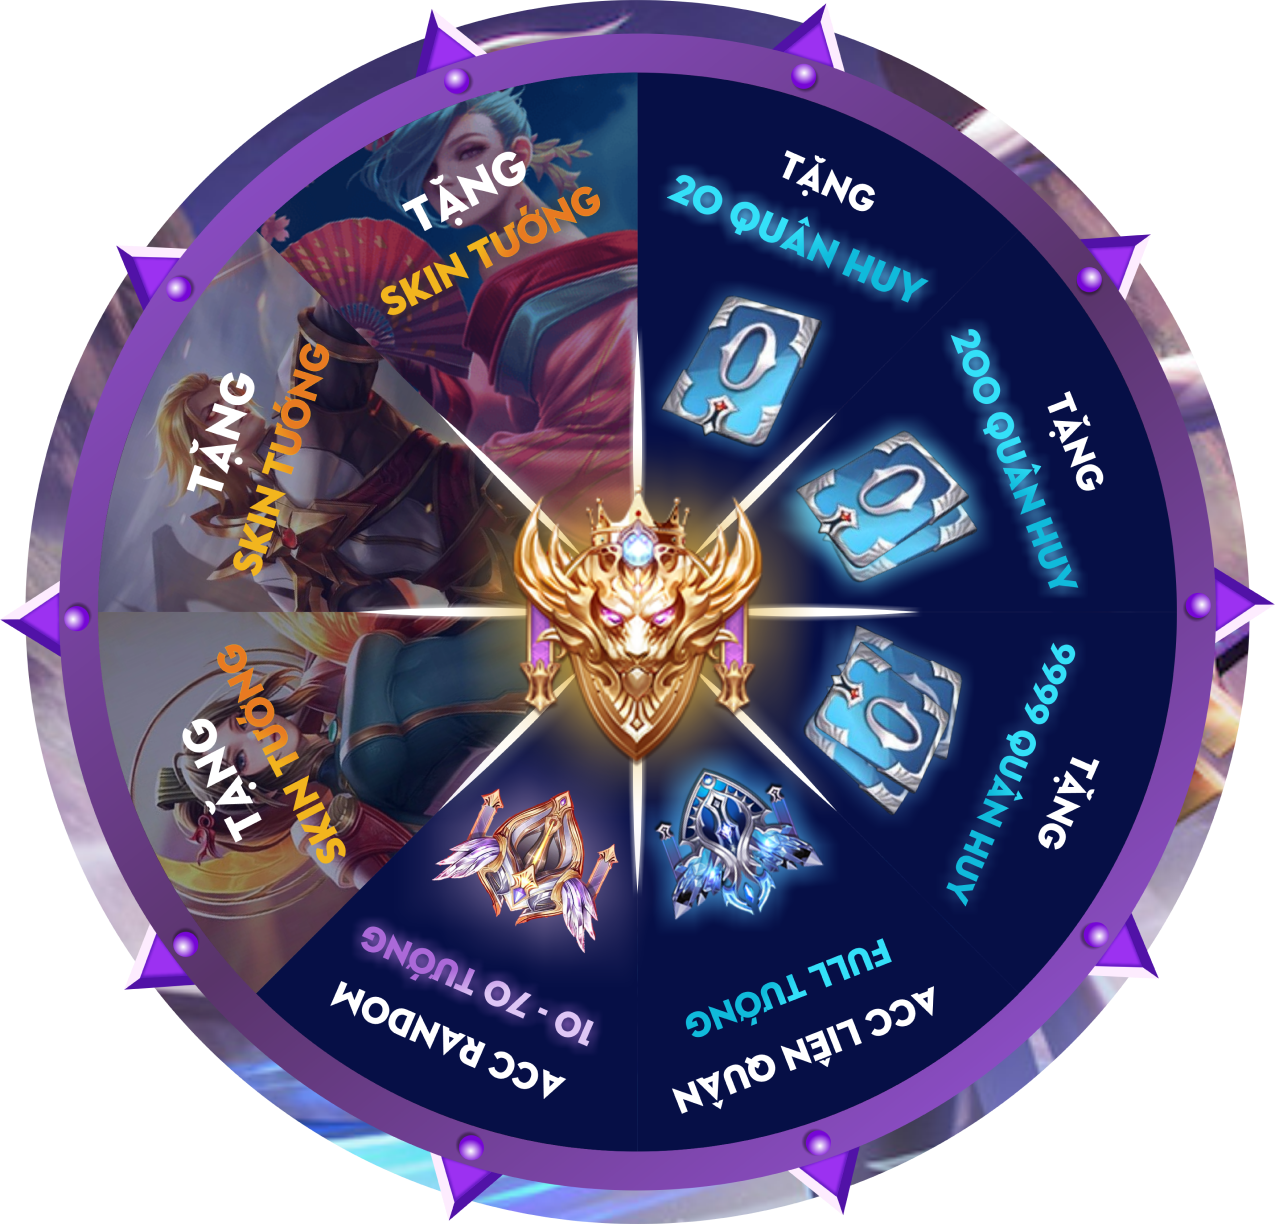 TẶNG
20 QUÂN HUY
TẶNG
200 QUÂN HUY
TẶNG
9999 QUÂN HUY
ACC LIÊN QUÂN
FULL TƯỚNG
ACC RANDOM
10 - 70 TƯỚNG
TẶNG
SKIN TƯỚNG
TẶNG
SKIN TƯỚNG
TẶNG
SKIN TƯỚNG